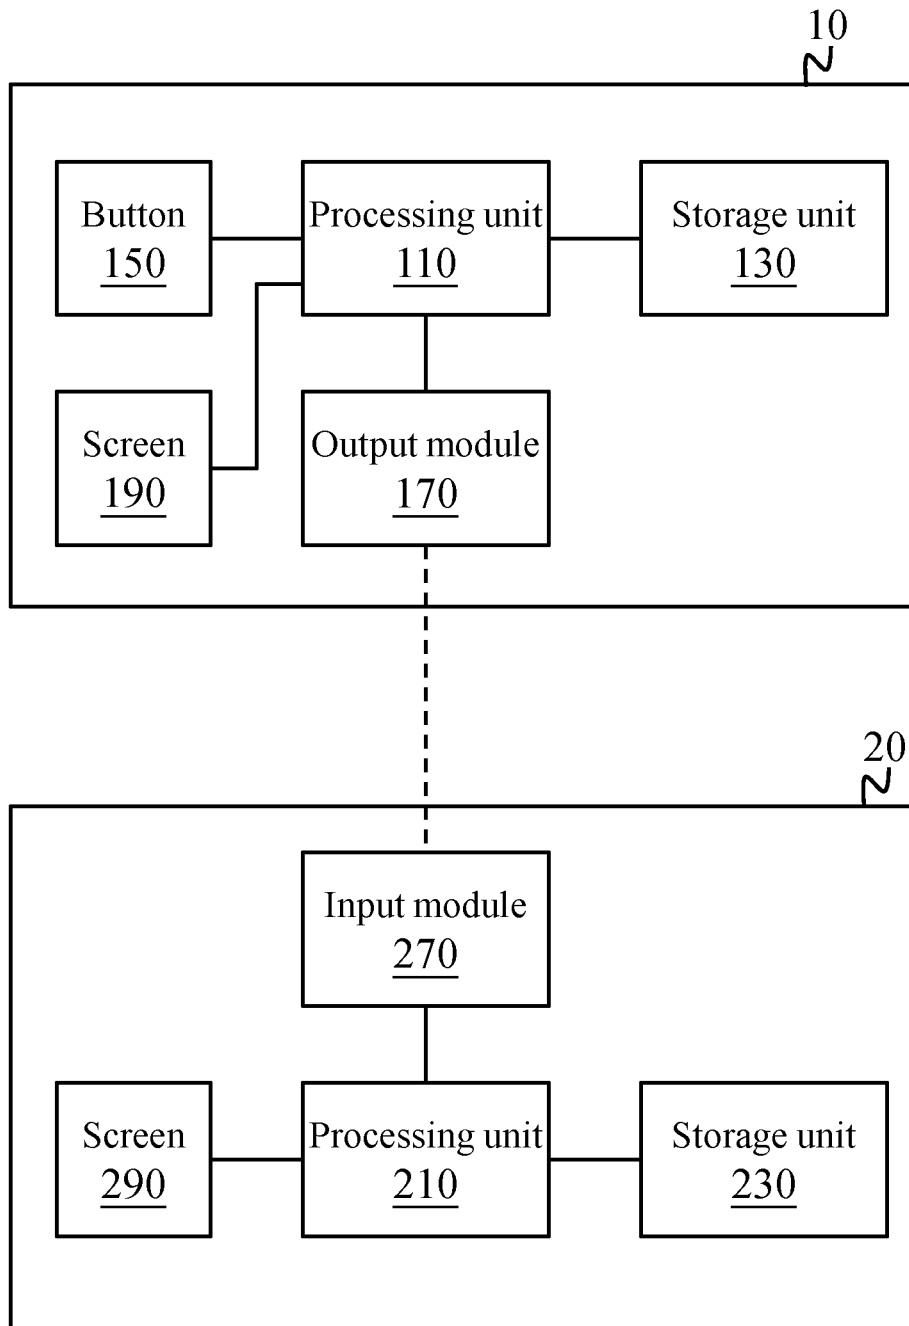 10
Button
150
Processing unit
110
Storage unit
130
Screen
190
Output module
170
20
Input module
270
Screen
290
Processing unit
210
Storage unit
230